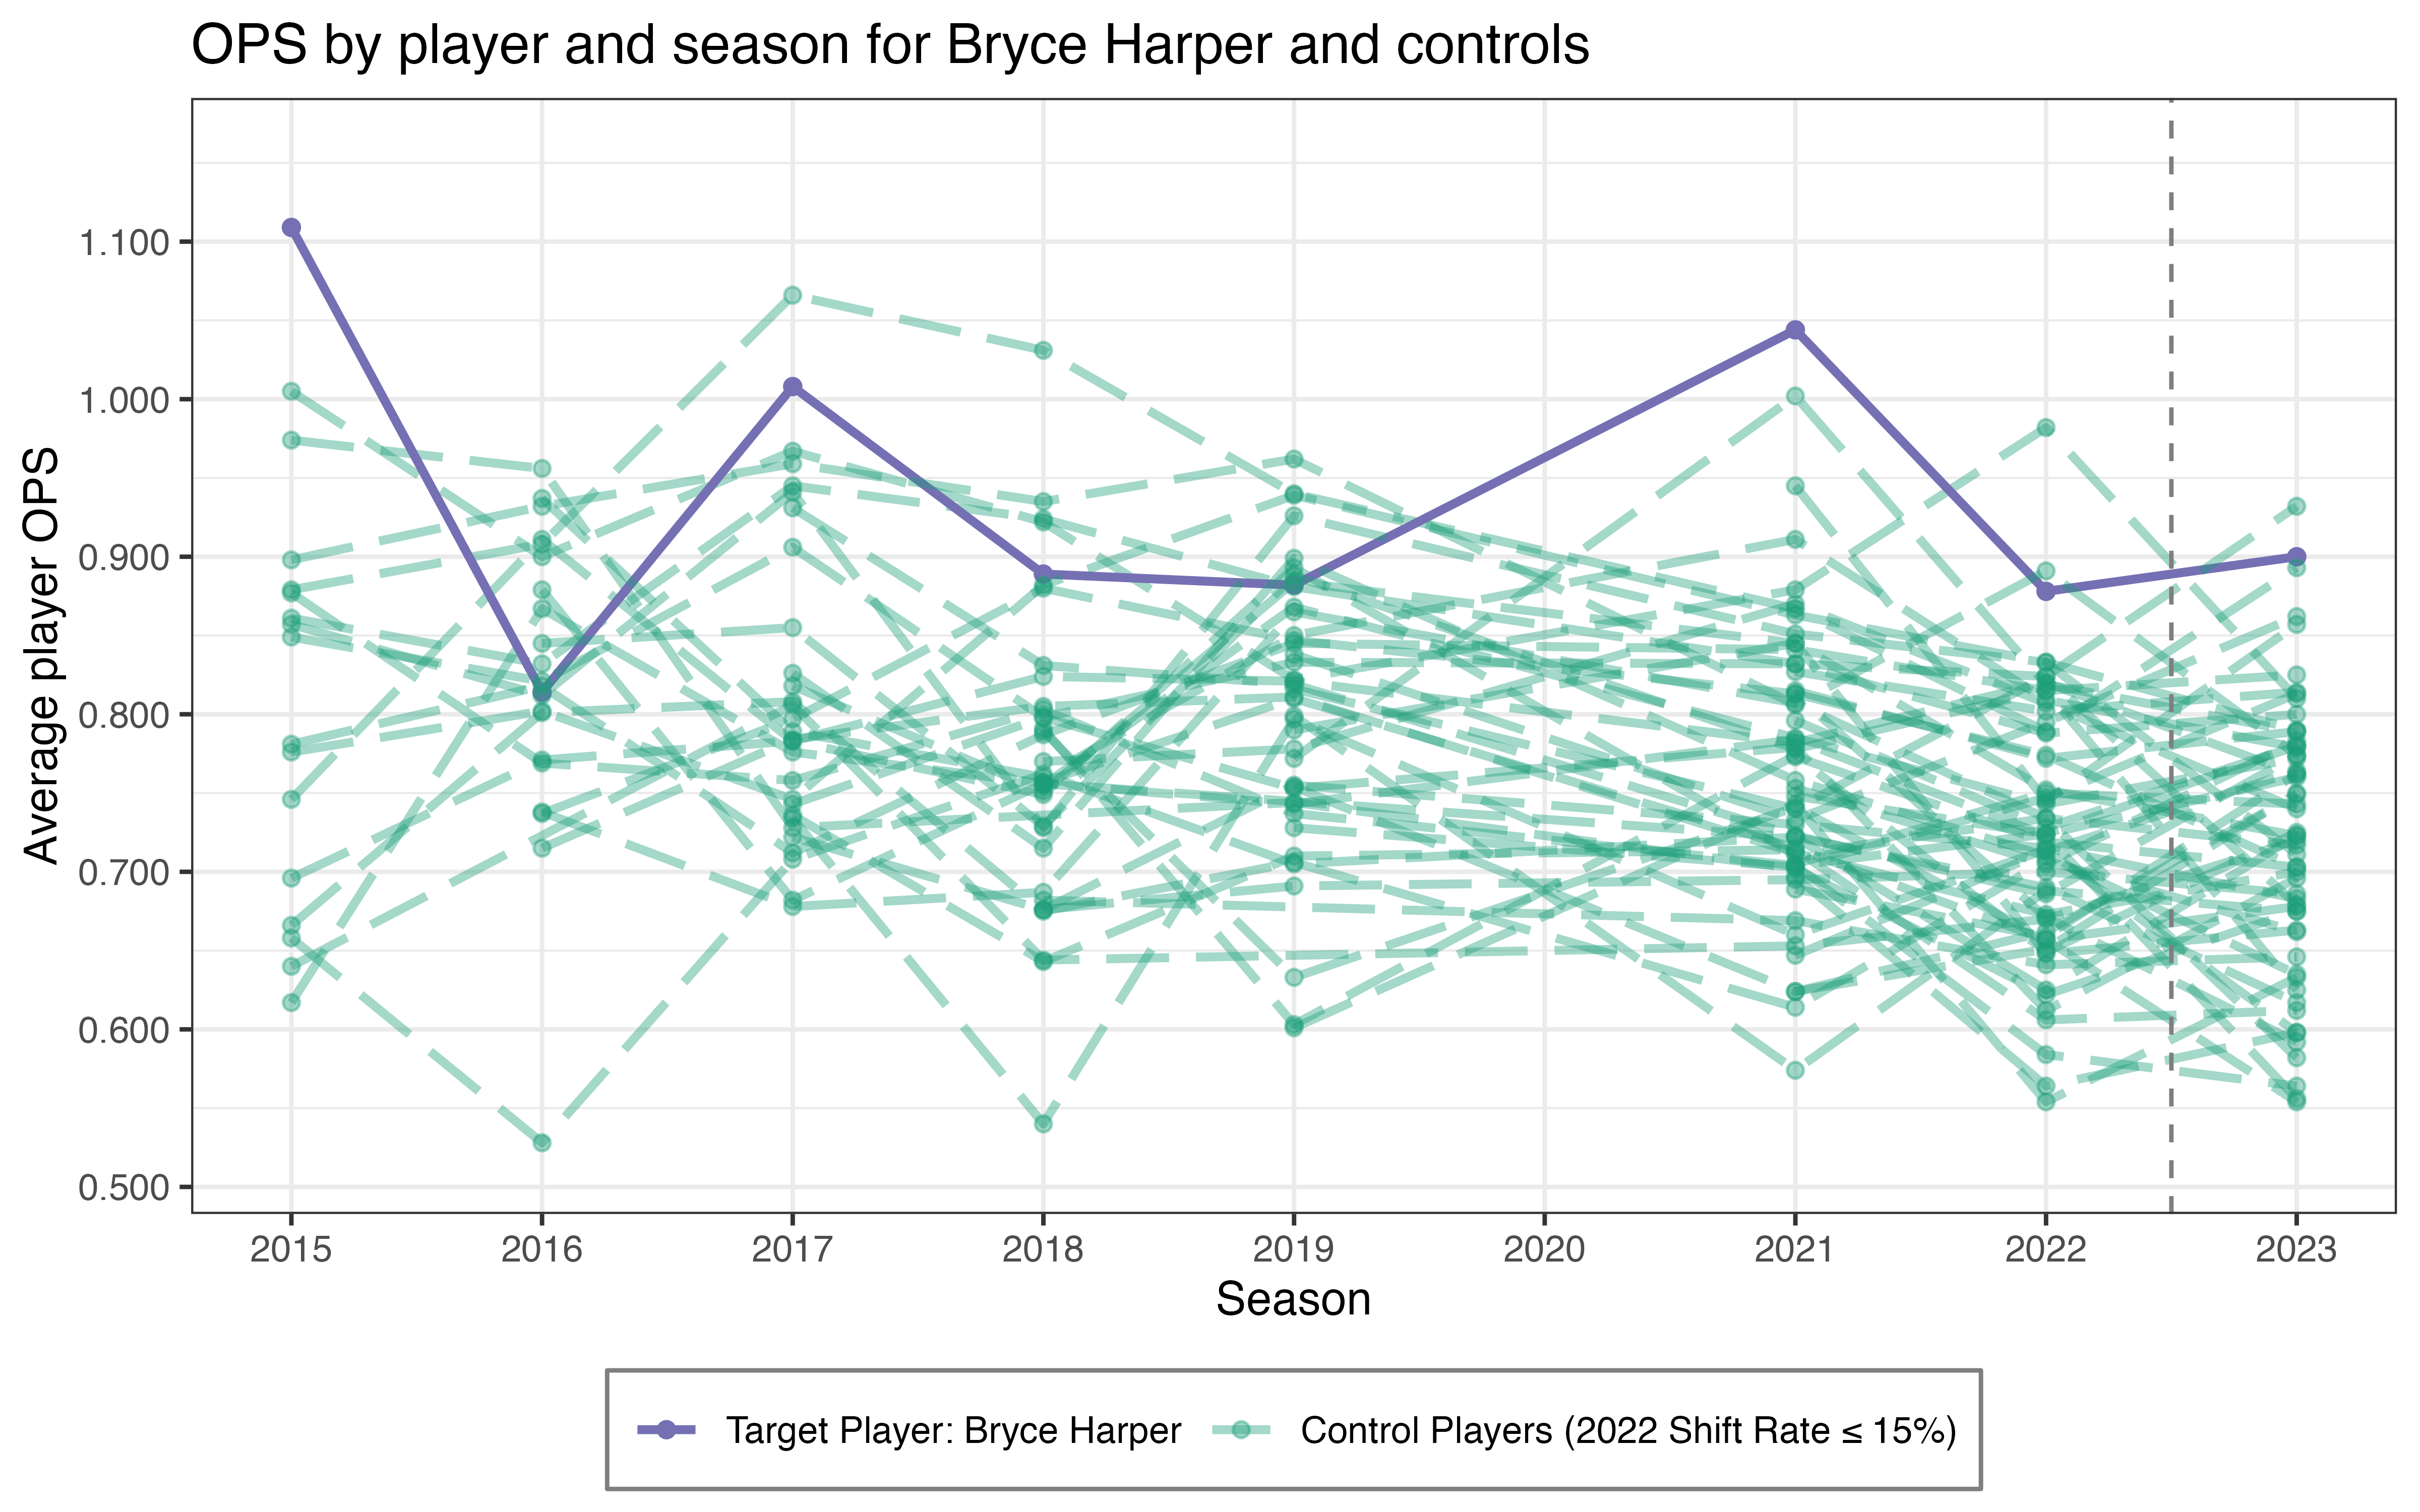 OPS by player and season for Bryce Harper and controls
Average player OPS
1.100
1.000
0.900
0.800
0.700
0.600
0.500
2015 2016 2017 2018 2019 2020 2021 2022 2023
Season
Target Player: Bryce Harper Control Players (2022 Shift Rate ≤ 15%)